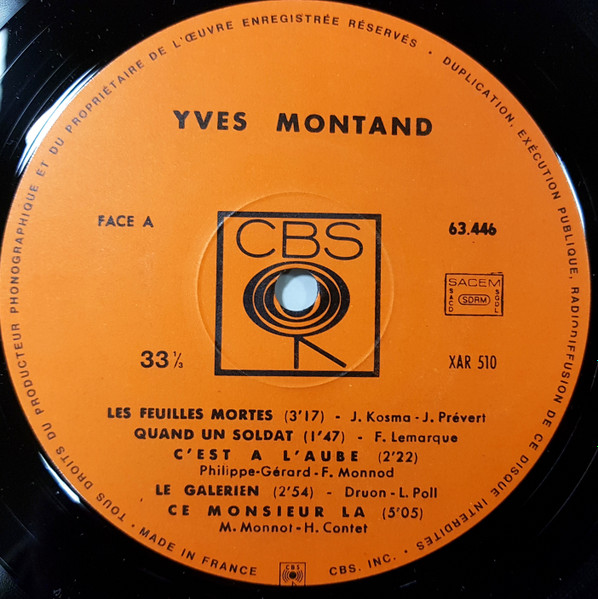 TOUS DROITS DU PRODUCTEUR PHONOGRAPHIQUE ET DU PROPRIÉTAIRE DE L'ŒUVRE ENREGISTRÉE RÉSERVÉS • DUPLICATION, EXÉCUTION PUBLIQUE, RADIODIFFUSION DE CE DISQUE INTERDITES •
YVES MONTAND
FACE A
CBS
63.446
SACEM
SACD SDRM SGDL
33 1/3
XAR 510
LES FEUILLES MORTES (3'17) - J. Kosma - J. Prévert
QUAND UN SOLDAT (1'47) - F. Lemarque
C'EST A L'AUBE (2'22)
Philippe-Gérard - F. Monnod
LE GALERIEN (2'54) - Druon - L. Poll
CE MONSIEUR LA (5'05)
M. Monnot - H. Contet
• MADE IN FRANCE
CBS
CBS. INC. •